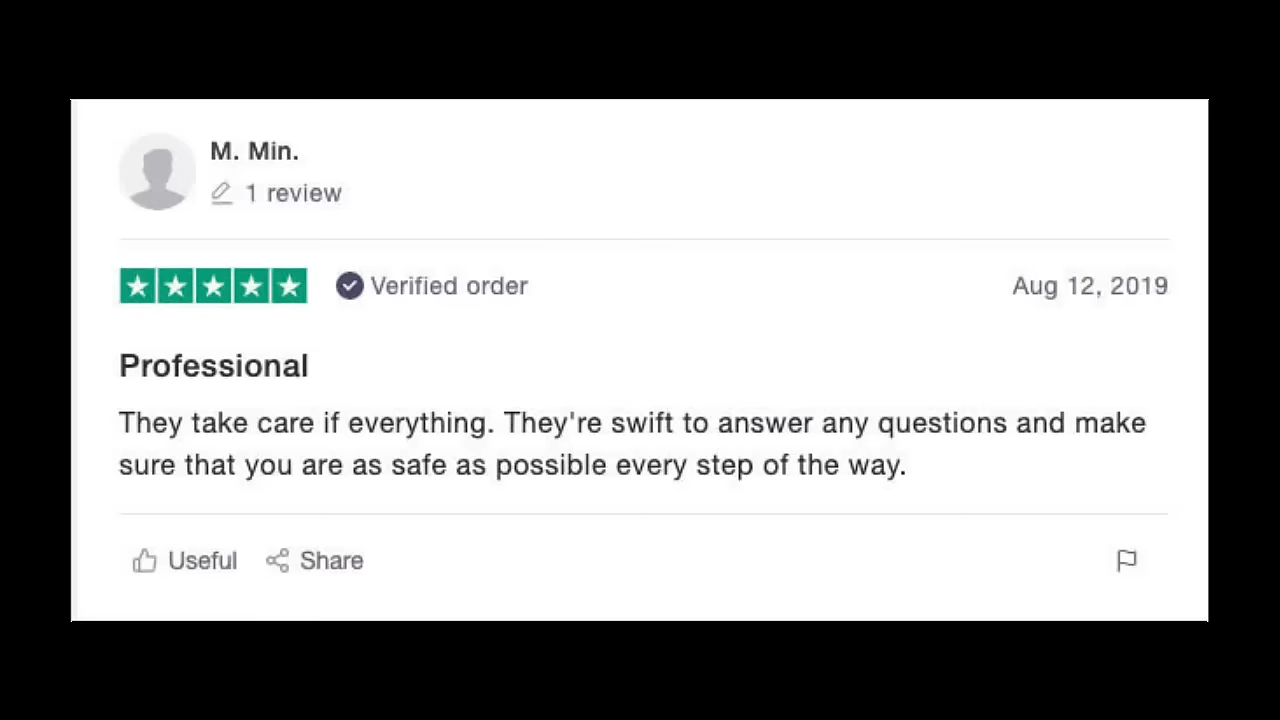 M. Min.
1 review
Verified order
Aug 12, 2019
Professional
They take care if everything. They're swift to answer any questions and make
sure that you are as safe as possible every step of the way.
Useful
Share